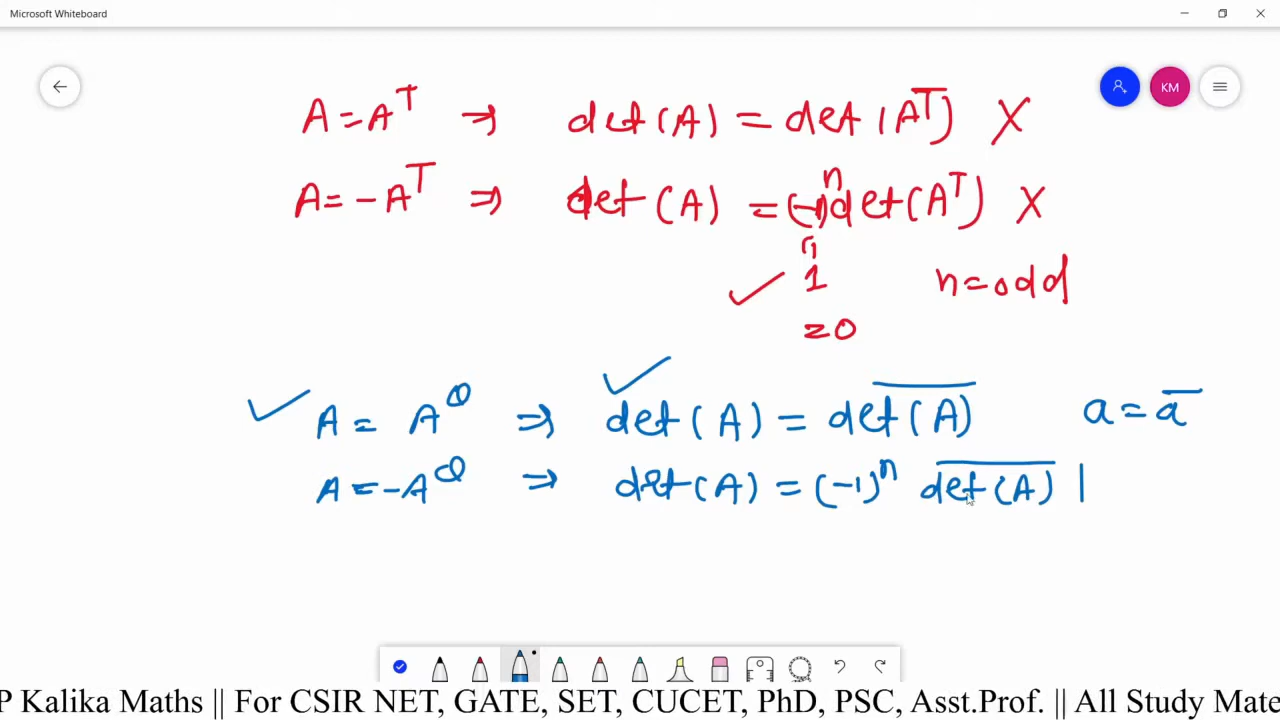 Microsoft Whiteboard
KM
A = A^T ⇒ det(A) = det(A^T) X
A = -A^T ⇒ det(A) = (-1)^n det(A^T) X
1 n = odd
= 0
A = A^θ ⇒ det(A) = \overline{det(A)} a = \overline{a}
A = -A^θ ⇒ det(A) = (-1)^n \overline{det(A)} |
P Kalika Maths || For CSIR NET, GATE, SET, CUCET, PhD, PSC, Asst.Prof. || All Study Mate